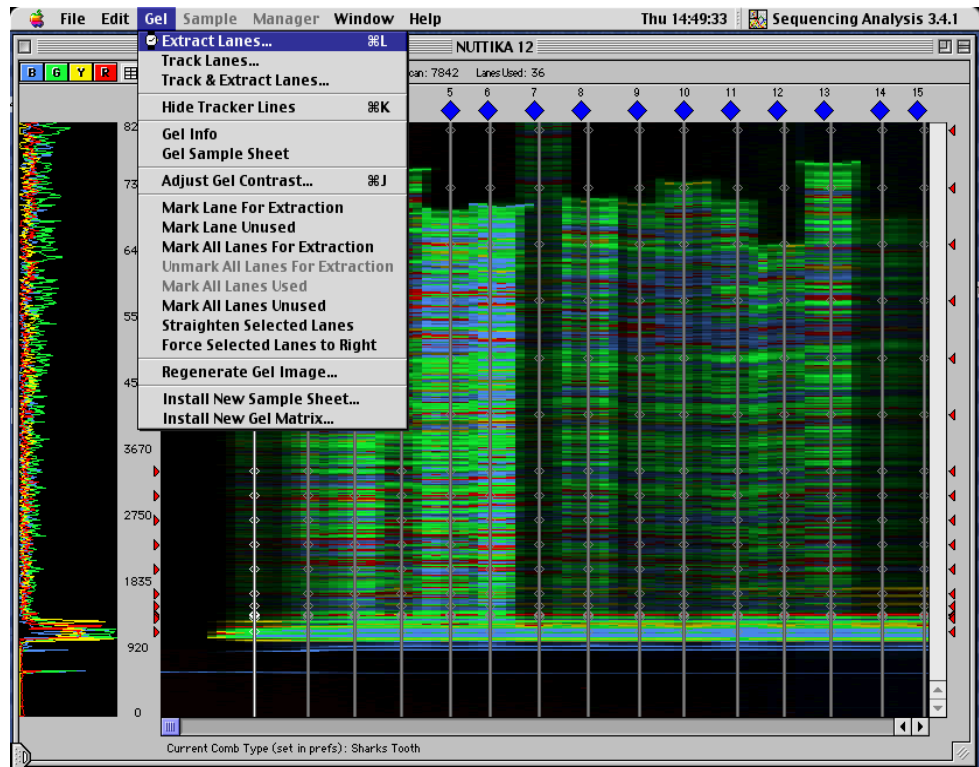 File Edit Gel Sample Manager Window Help Thu 14:49:33 Sequencing Analysis 3.4.1
NUTTIKA 12
B G Y R can: 7842 Lanes Used: 36
Extract Lanes... ⌘L
Track Lanes...
Track & Extract Lanes...
Hide Tracker Lines ⌘K
Gel Info
Gel Sample Sheet
Adjust Gel Contrast... ⌘J
Mark Lane For Extraction
Mark Lane Unused
Mark All Lanes For Extraction
Unmark All Lanes For Extraction
Mark All Lanes Used
Mark All Lanes Unused
Straighten Selected Lanes
Force Selected Lanes to Right
Regenerate Gel Image...
Install New Sample Sheet...
Install New Gel Matrix...
5 6 7 8 9 10 11 12 13 14 15
82
73
64
55
45
3670
2750
1835
920
0
Current Comb Type (set in prefs): Sharks Tooth